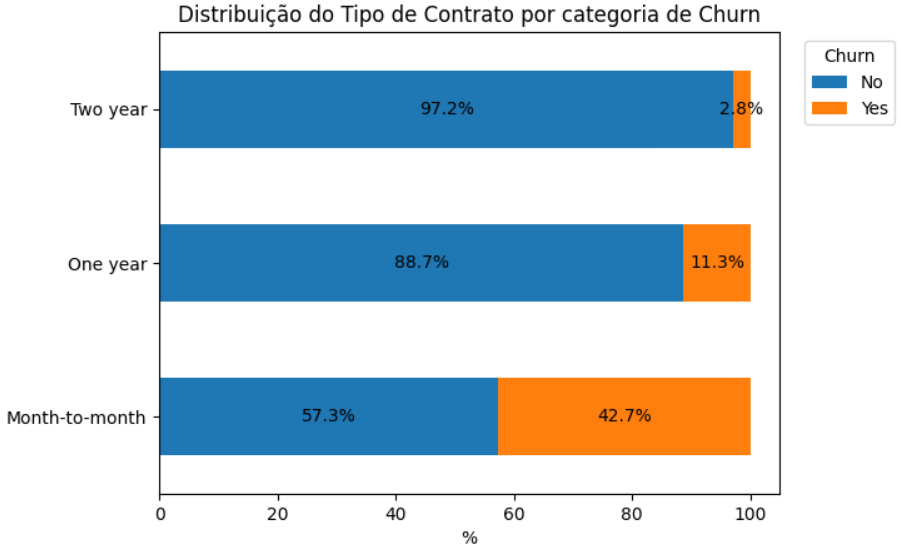 Distribuição do Tipo de Contrato por categoria de Churn
Churn
No
Yes
Two year
97.2%
2.8%
One year
88.7%
11.3%
Month-to-month
57.3%
42.7%
0
20
40
60
80
100
%